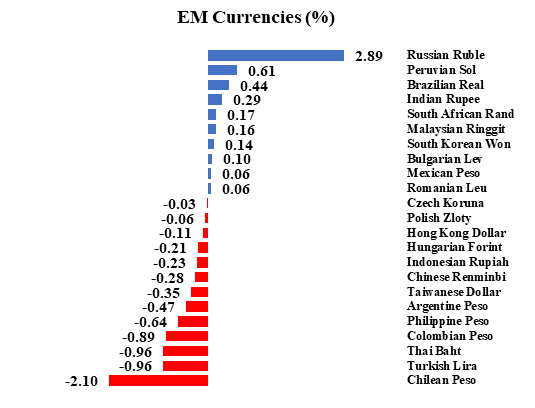 EM Currencies (%)
2.89 Russian Ruble
0.61 Peruvian Sol
0.44 Brazilian Real
0.29 Indian Rupee
0.17 South African Rand
0.16 Malaysian Ringgit
0.14 South Korean Won
0.10 Bulgarian Lev
0.06 Mexican Peso
0.06 Romanian Leu
-0.03 Czech Koruna
-0.06 Polish Zloty
-0.11 Hong Kong Dollar
-0.21 Hungarian Forint
-0.23 Indonesian Rupiah
-0.28 Chinese Renminbi
-0.35 Taiwanese Dollar
-0.47 Argentine Peso
-0.64 Philippine Peso
-0.89 Colombian Peso
-0.96 Thai Baht
-0.96 Turkish Lira
-2.10 Chilean Peso